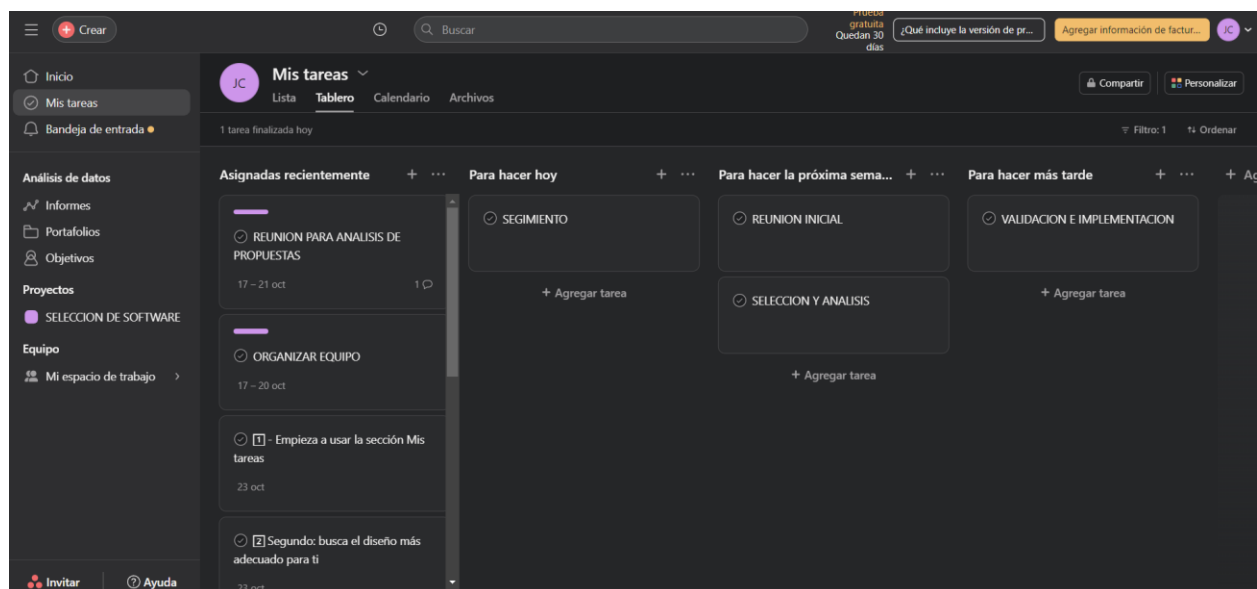 Crear
Buscar
Prueba
gratuita
Quedan 30
días
¿Qué incluye la versión de pr...
Agregar información de factur...
JC
Inicio
Mis tareas
Bandeja de entrada
Análisis de datos
Informes
Portafolios
Objetivos
Proyectos
SELECCION DE SOFTWARE
Equipo
Mi espacio de trabajo
Invitar
Ayuda
JC
Mis tareas
Lista Tablero Calendario Archivos
Compartir
Personalizar
1 tarea finalizada hoy
Filtro: 1
Ordenar
Asignadas recientemente
REUNION PARA ANALISIS DE
PROPUESTAS
17 – 21 oct
1
ORGANIZAR EQUIPO
17 – 20 oct
1 - Empieza a usar la sección Mis
tareas
23 oct
2 Segundo: busca el diseño más
adecuado para ti
23 oct
Para hacer hoy
SEGIMIENTO
+ Agregar tarea
Para hacer la próxima sema...
REUNION INICIAL
SELECCION Y ANALISIS
+ Agregar tarea
Para hacer más tarde
VALIDACION E IMPLEMENTACION
+ Agregar tarea
+ Ag